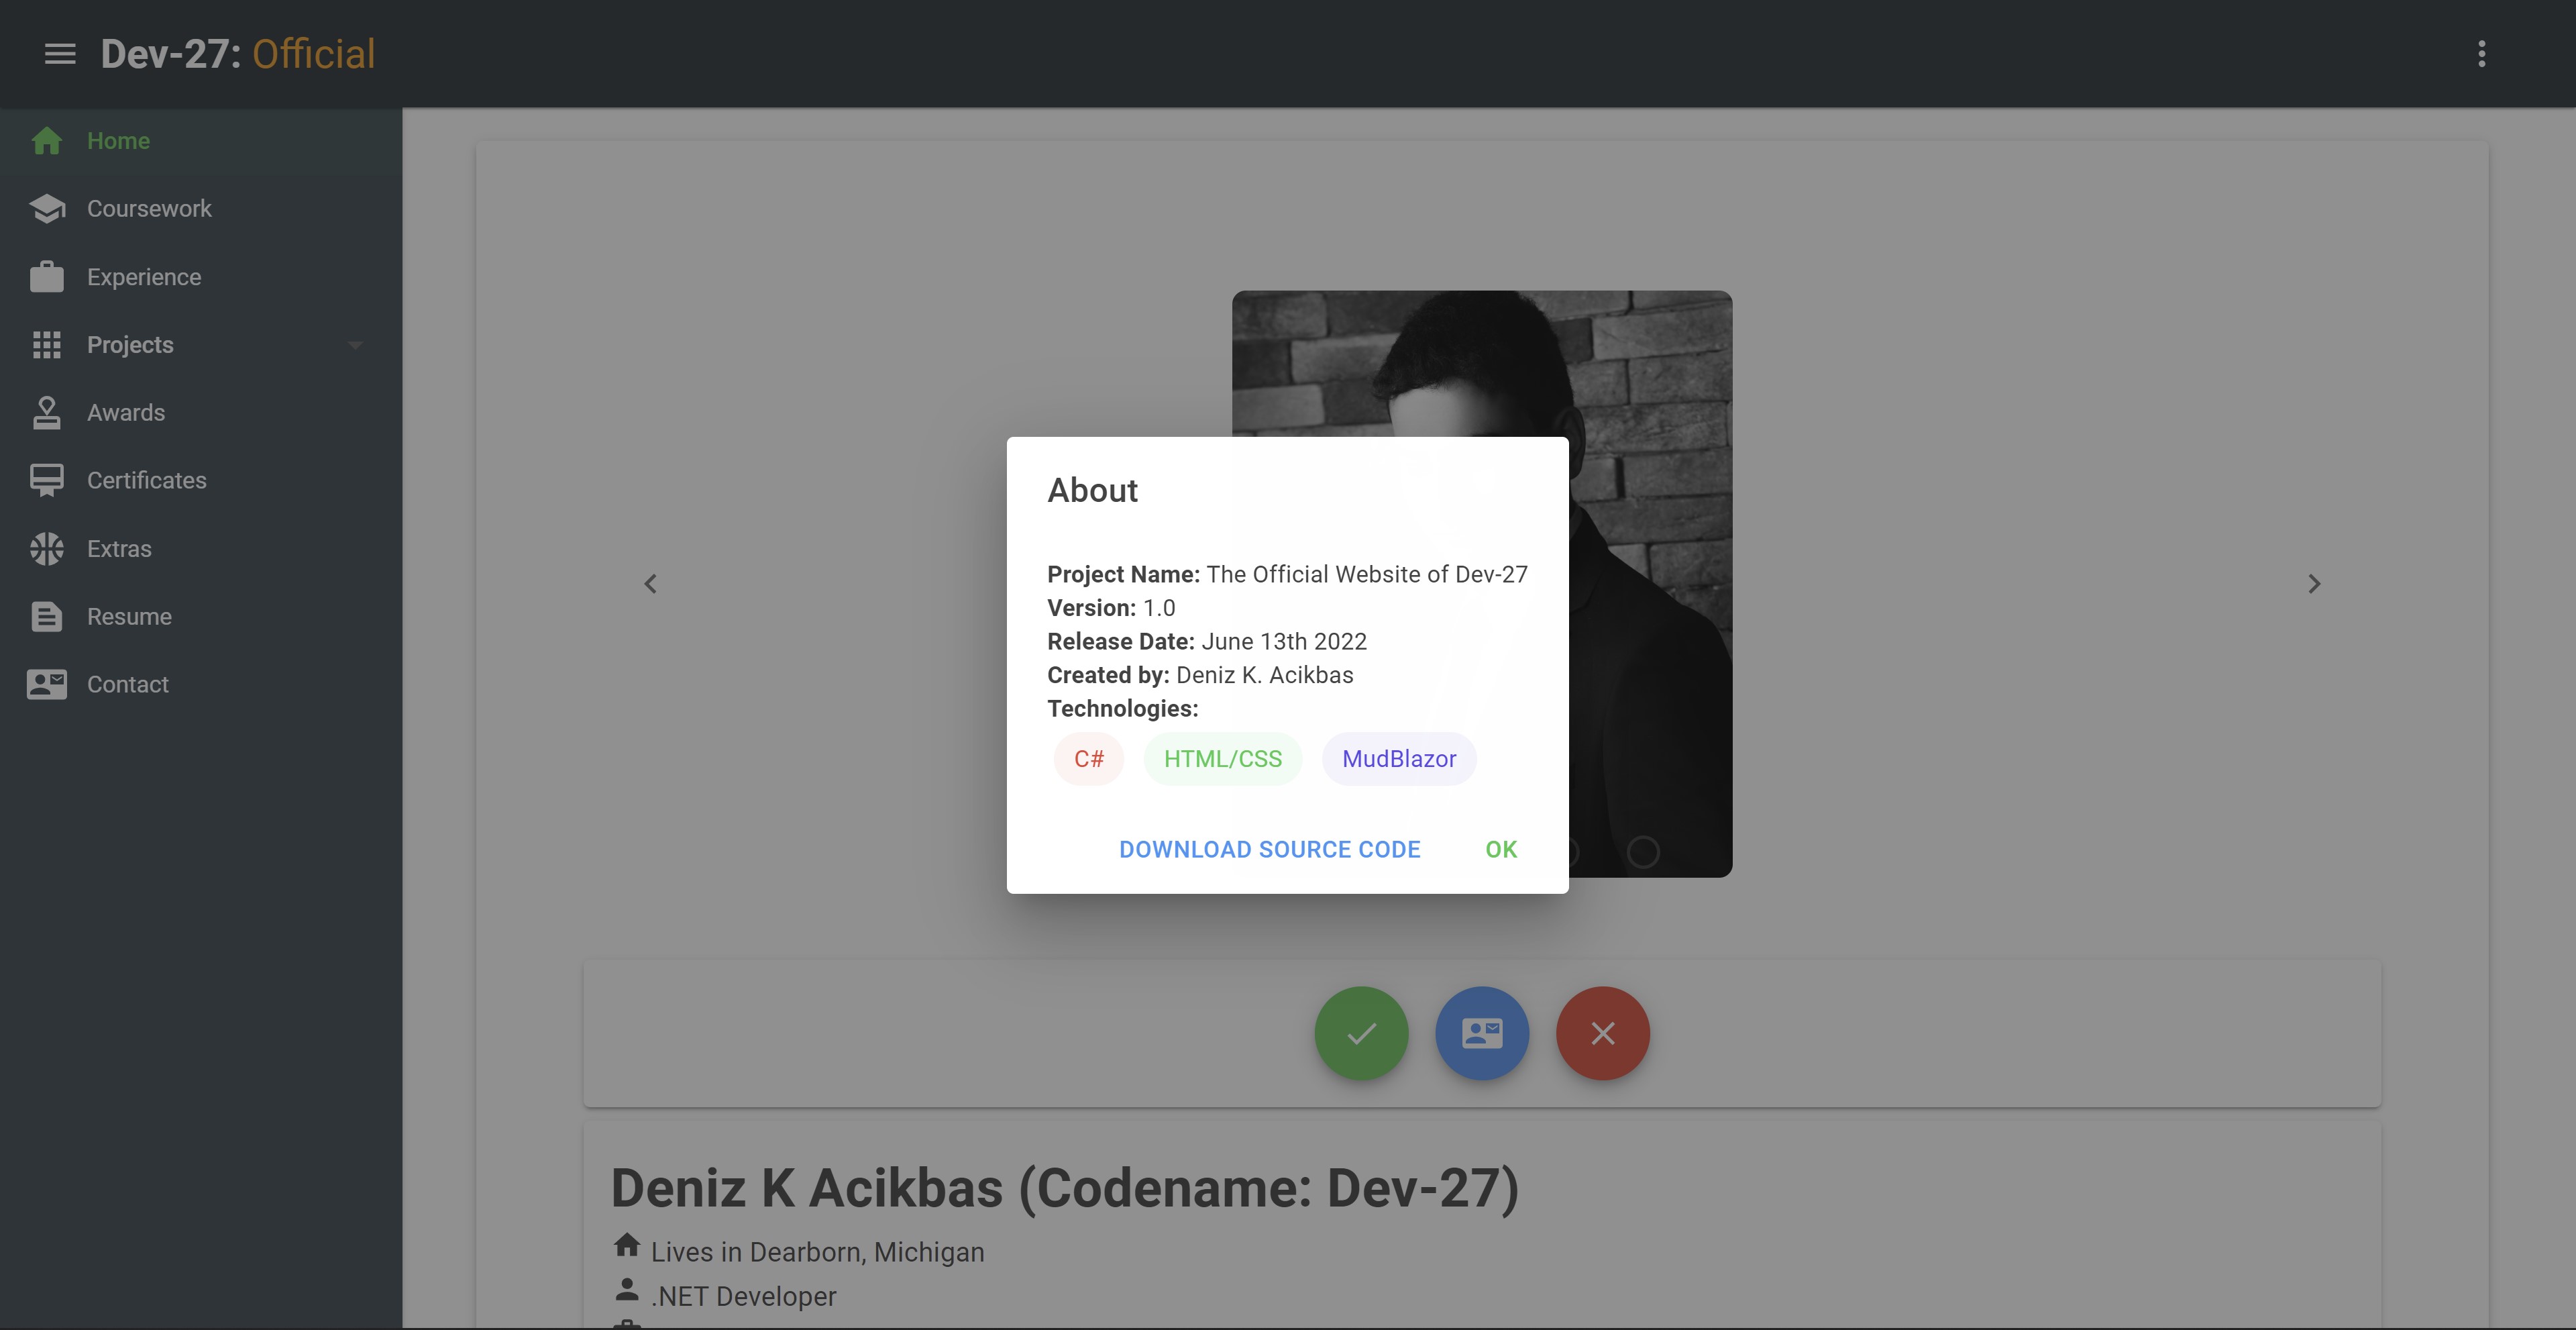 Dev-27: Official
Home
Coursework
Experience
Projects
Awards
Certificates
Extras
Resume
Contact
About
Project Name: The Official Website of Dev-27
Version: 1.0
Release Date: June 13th 2022
Created by: Deniz K. Acikbas
Technologies:
C# HTML/CSS MudBlazor
DOWNLOAD SOURCE CODE OK
Deniz K Acikbas (Codename: Dev-27)
Lives in Dearborn, Michigan
.NET Developer